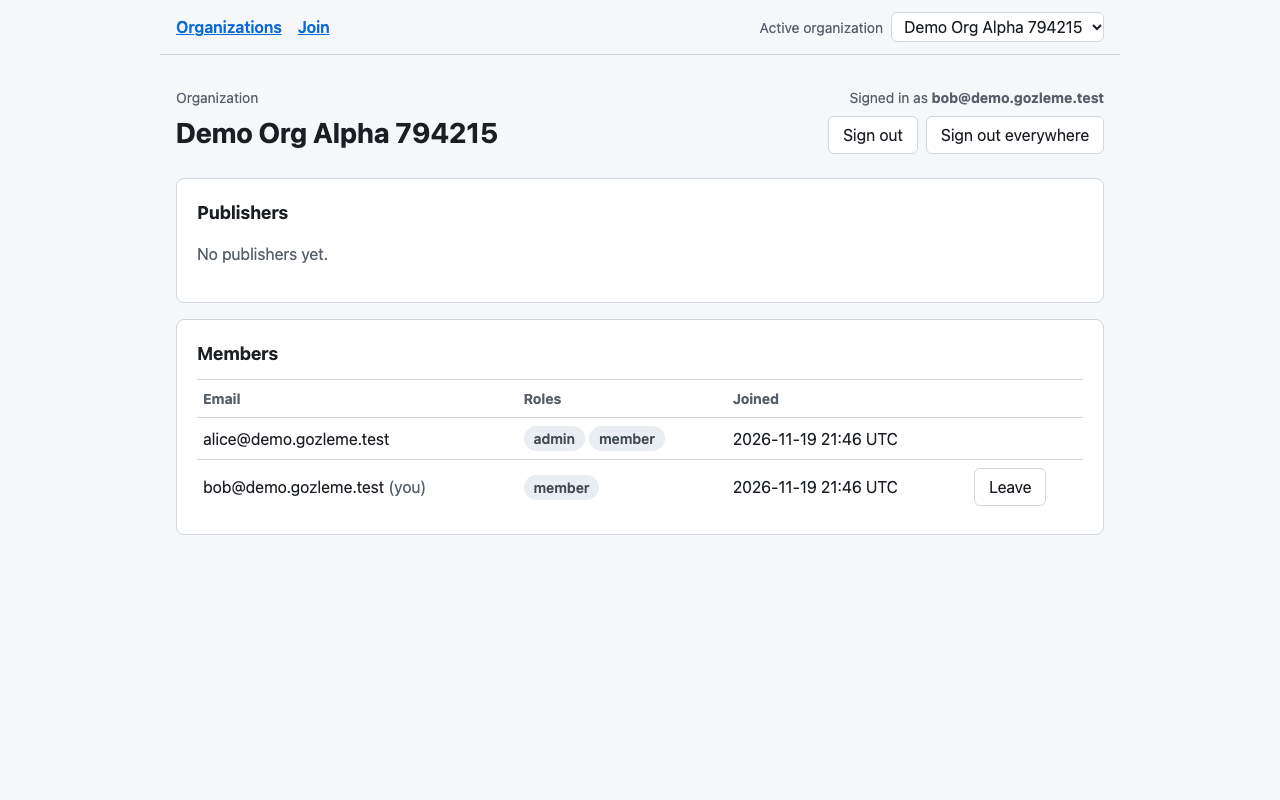 Organizations Join Active organization Demo Org Alpha 794215
Organization Signed in as bob@demo.gozleme.test
Demo Org Alpha 794215 Sign out Sign out everywhere
Publishers
No publishers yet.
Members
Email Roles Joined
alice@demo.gozleme.test admin member 2026-11-19 21:46 UTC
bob@demo.gozleme.test (you) member 2026-11-19 21:46 UTC Leave